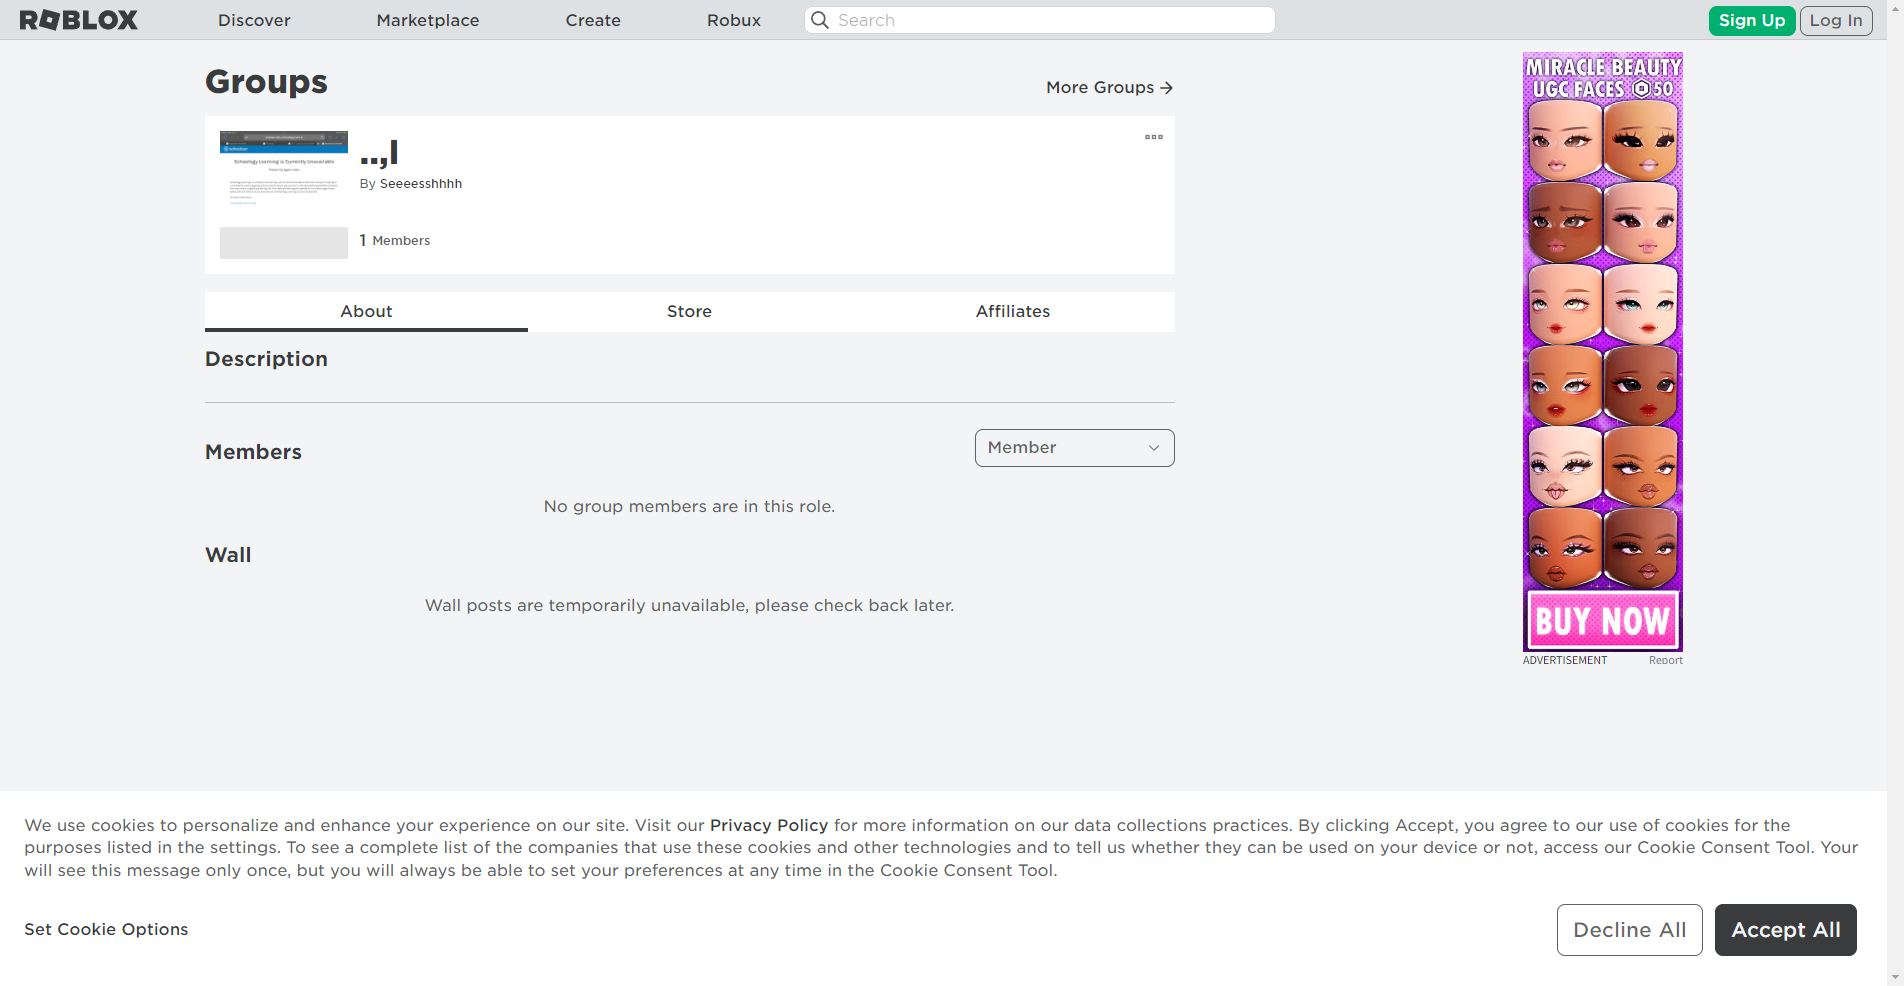 ROBLOX
Discover
Marketplace
Create
Robux
Search
Sign Up
Log In
Groups
More Groups
Schoology Learning is Currently Unavailable
..,l
By Seeeesshhhh
1 Members
About
Store
Affiliates
Description
Members
Member
No group members are in this role.
Wall
Wall posts are temporarily unavailable, please check back later.
MIRACLE BEAUTY
UGC FACES 50
BUY NOW
ADVERTISEMENT
Report
We use cookies to personalize and enhance your experience on our site. Visit our Privacy Policy for more information on our data collections practices. By clicking Accept, you agree to our use of cookies for the
purposes listed in the settings. To see a complete list of the companies that use these cookies and other technologies and to tell us whether they can be used on your device or not, access our Cookie Consent Tool. Your
will see this message only once, but you will always be able to set your preferences at any time in the Cookie Consent Tool.
Set Cookie Options
Decline All
Accept All